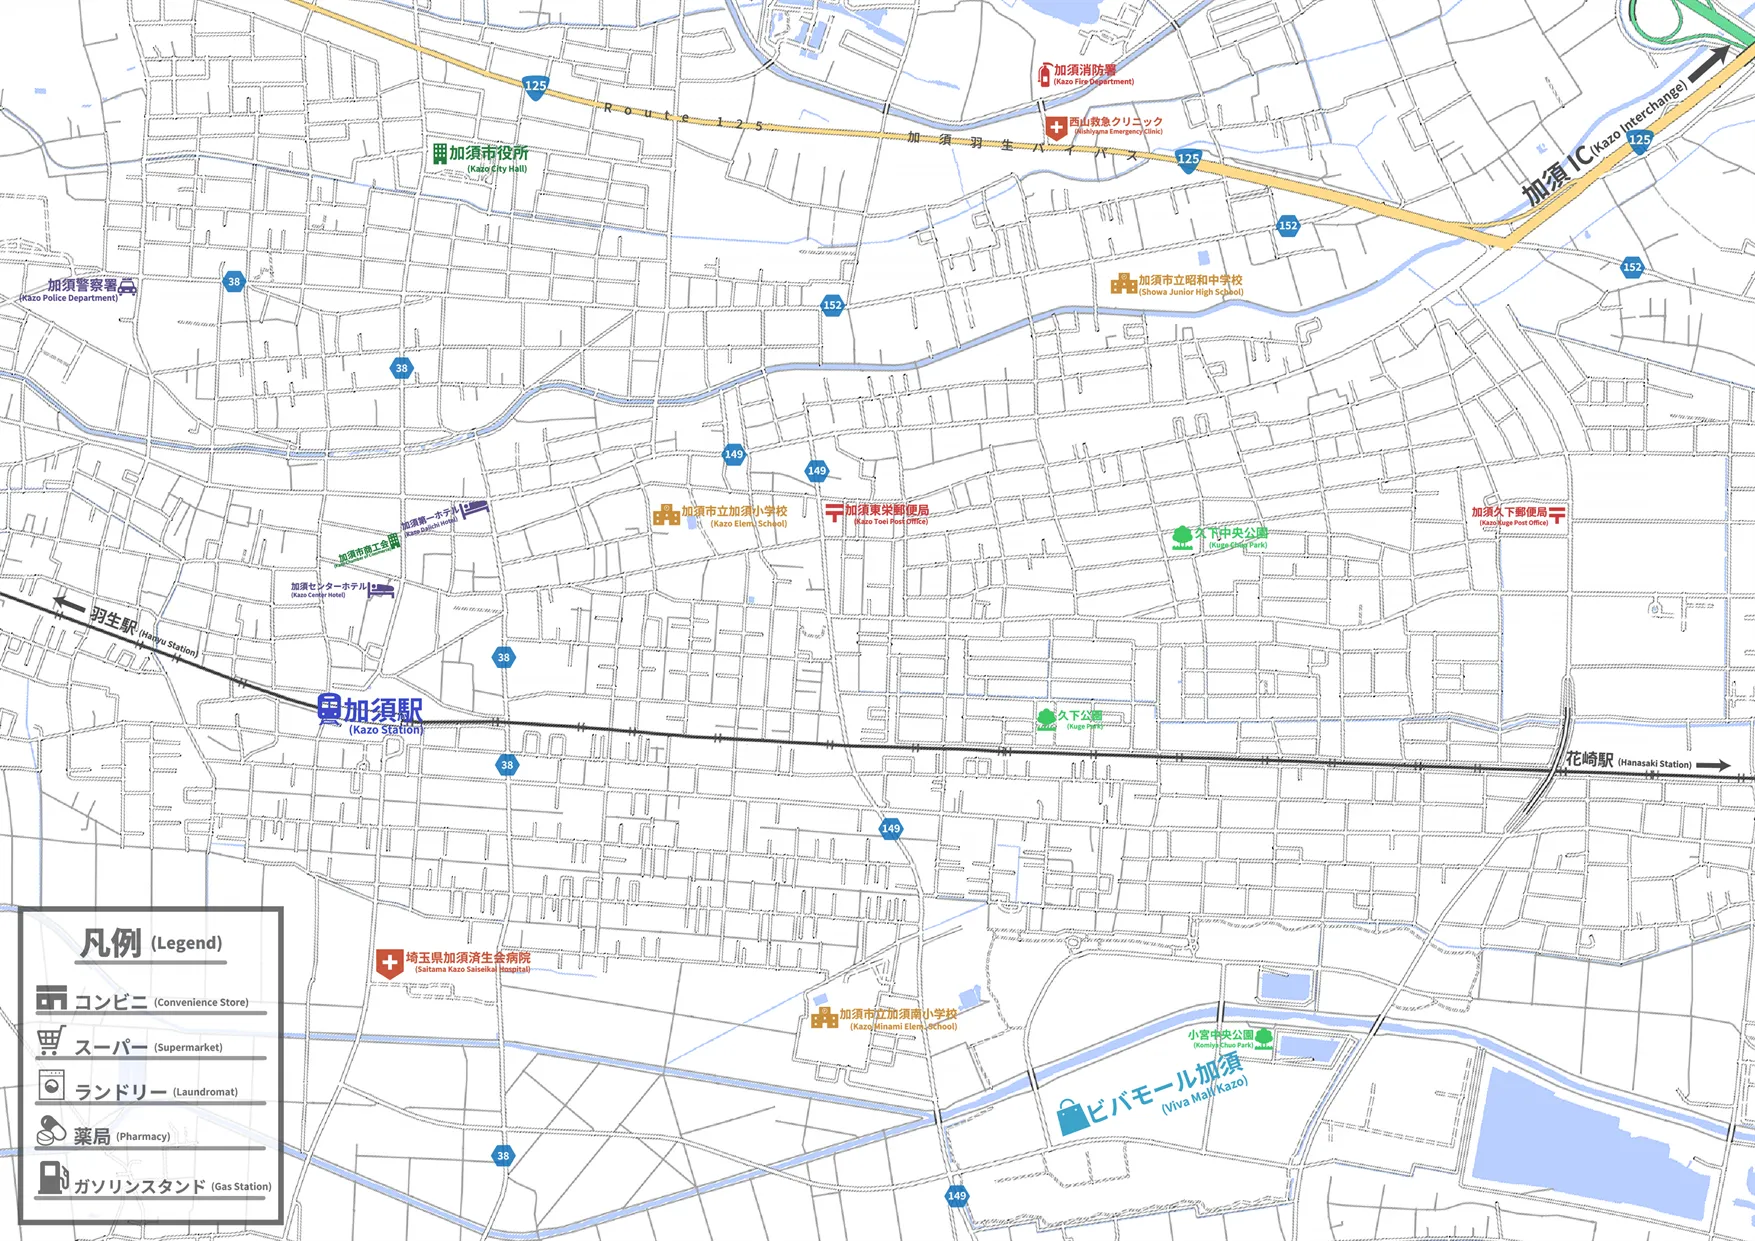 加須消防署
(Kazo Fire Department)
125
Route 125
西山救急クリニック
(Nishiyama Emergency Clinic)
加須羽生バイパス
125
125
加須 IC (Kazo Interchange)
加須市役所
(Kazo City Hall)
152
152
加須警察署
(Kazo Police Department)
38
加須市立昭和中学校
(Showa Junior High School)
152
38
149
149
加須第一ホテル
(Kazo Daiichi Hotel)
加須市立加須小学校
(Kazo Elem. School)
加須東栄郵便局
(Kazo Toei Post Office)
加須久下郵便局
(Kazo Kuge Post Office)
久下中央公園
(Kuge Chuo Park)
加須市商工会
加須センターホテル
(Kazo Center Hotel)
羽生駅 (Hanyu Station)
38
加須駅
(Kazo Station)
久下公園
(Kuge Park)
38
花崎駅 (Hanasaki Station)
149
埼玉県加須済生会病院
(Saitama Kazo Saiseikai Hospital)
加須市立加須南小学校
(Kazo Minami Elem. School)
小宮中央公園
(Komiya Chuo Park)
ビバモール加須
(Viva Mall Kazo)
38
149
凡例 (Legend)
コンビニ (Convenience Store)
スーパー (Supermarket)
ランドリー (Laundromat)
薬局 (Pharmacy)
ガソリンスタンド (Gas Station)